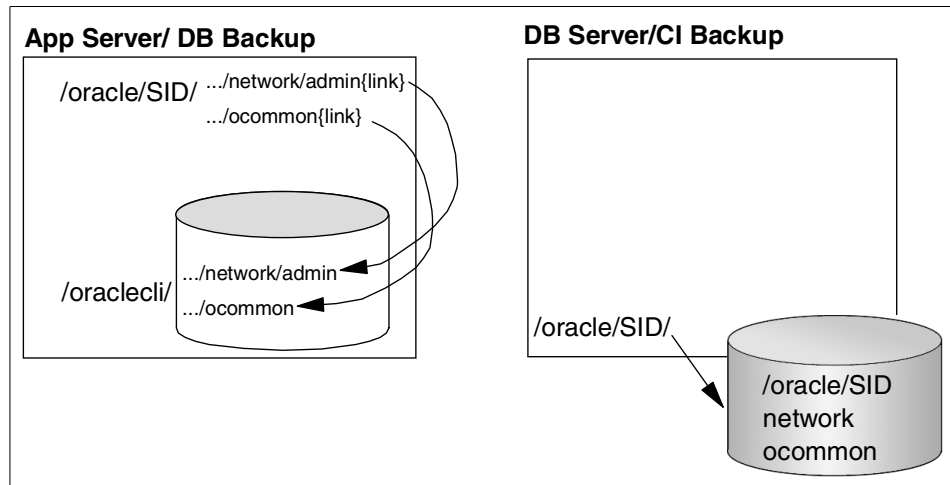 App Server/ DB Backup
/oracle/SID/
.../network/admin{link}
.../ocommon{link}
/oraclecli/
.../network/admin
.../ocommon
DB Server/CI Backup
/oracle/SID/
/oracle/SID
network
ocommon